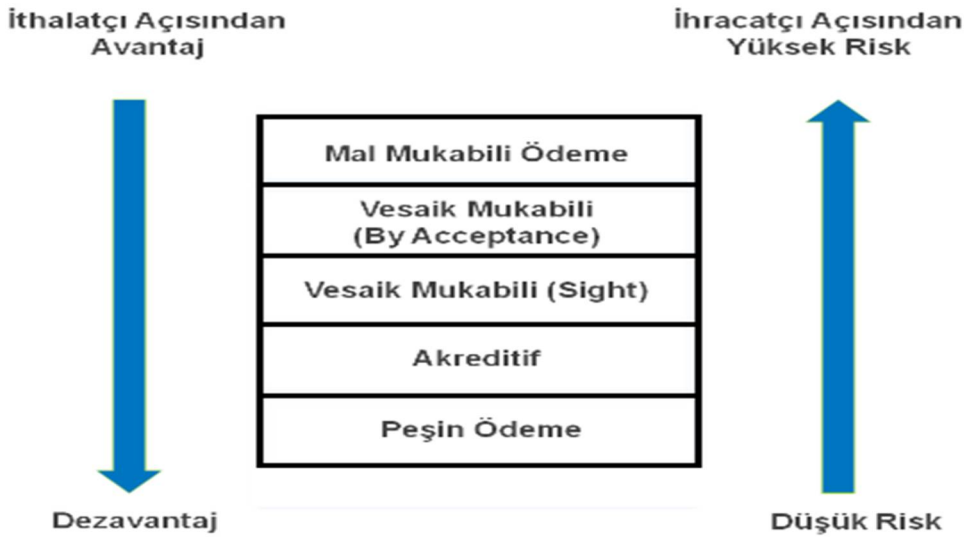 İthalatçı Açısından
Avantaj
İhracatçı Açısından
Yüksek Risk
Mal Mukabili Ödeme
Vesaik Mukabili
(By Acceptance)
Vesaik Mukabili (Sight)
Akreditif
Peşin Ödeme
Dezavantaj
Düşük Risk